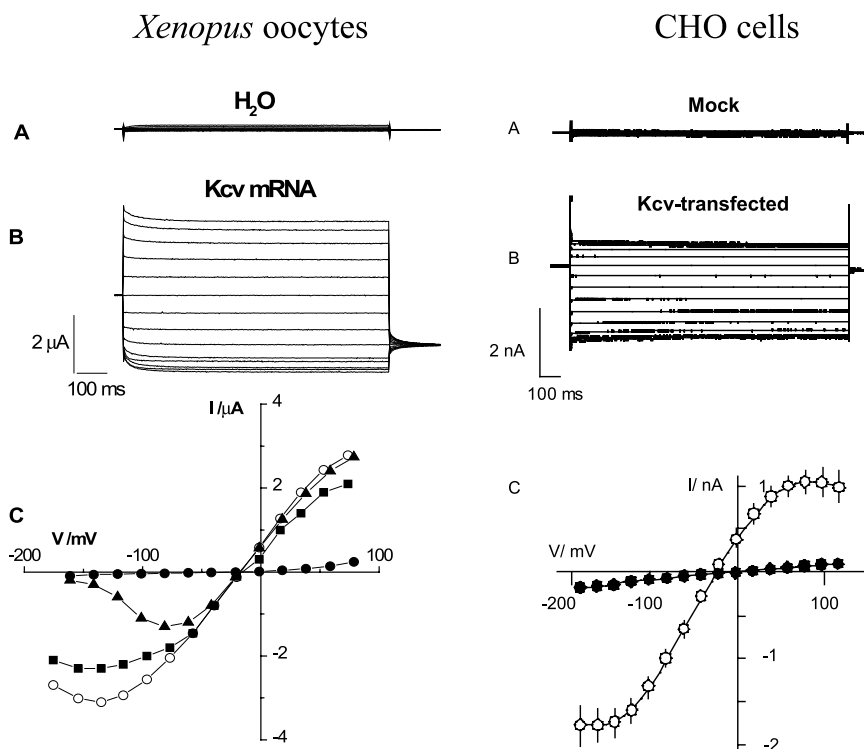 Xenopus oocytes
CHO cells
H2O
A
Kcv mRNA
B
2 μA
100 ms
Mock
A
Kcv-transfected
B
2 nA
100 ms
I /μA
4
2
C
V /mV
-200
-100
100
-2
-4
C
I/ nA
1
V/ mV
-200
-100
100
-1
-2